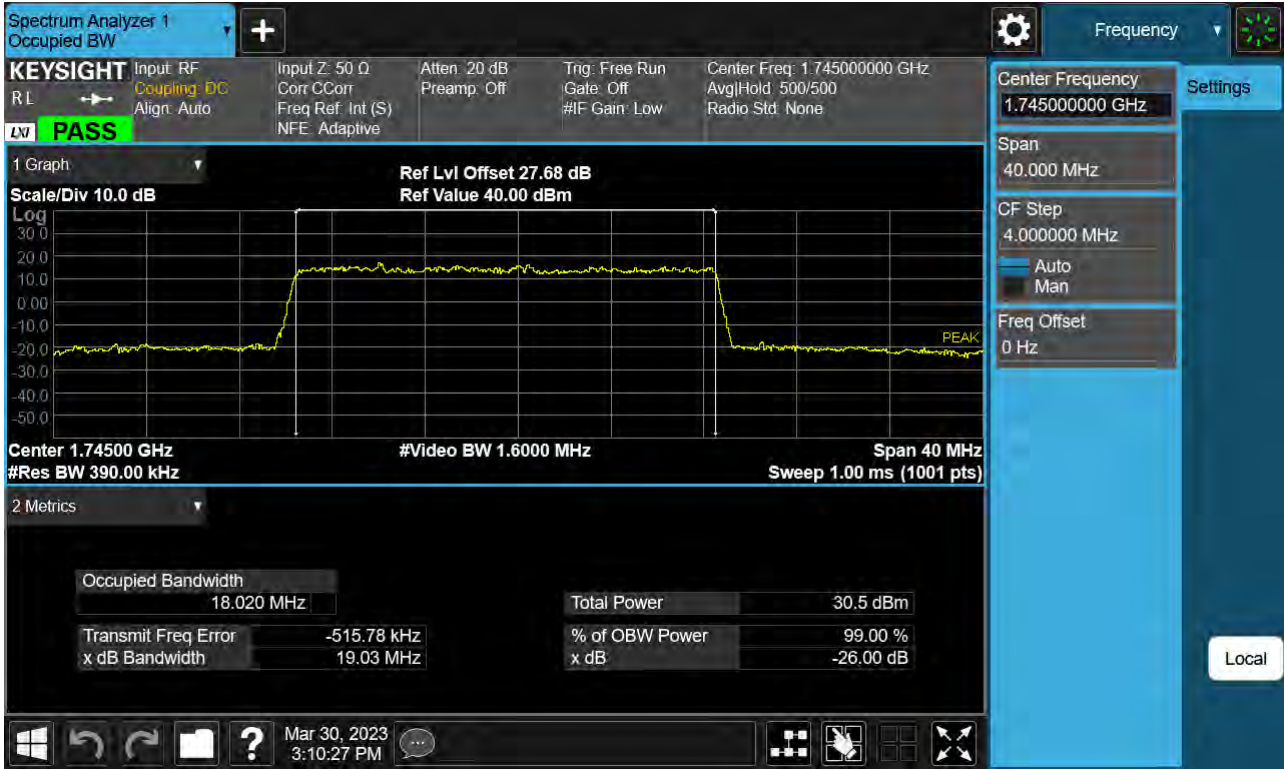 Spectrum Analyzer 1
Occupied BW
Frequency
KEYSIGHT
R L
LXI
PASS
Input: RF
Coupling: DC
Align: Auto
Input Z: 50 Ω
Corr CCorr
Freq Ref: Int (S)
NFE: Adaptive
Atten: 20 dB
Preamp: Off
Trig: Free Run
Gate: Off
#IF Gain: Low
Center Freq: 1.745000000 GHz
Avg|Hold: 500/500
Radio Std: None
Center Frequency
1.745000000 GHz
Settings
Span
40.000 MHz
CF Step
4.000000 MHz
Auto
Man
Freq Offset
0 Hz
Local
1 Graph
Scale/Div 10.0 dB
Ref Lvl Offset 27.68 dB
Ref Value 40.00 dBm
Log
30.0
20.0
10.0
0.00
-10.0
-20.0
-30.0
-40.0
-50.0
PEAK
Center 1.74500 GHz
#Video BW 1.6000 MHz
Span 40 MHz
#Res BW 390.00 kHz
Sweep 1.00 ms (1001 pts)
2 Metrics
Occupied Bandwidth
18.020 MHz
Total Power 30.5 dBm
Transmit Freq Error -515.78 kHz
% of OBW Power 99.00 %
x dB Bandwidth 19.03 MHz
x dB -26.00 dB
?
Mar 30, 2023
3:10:27 PM